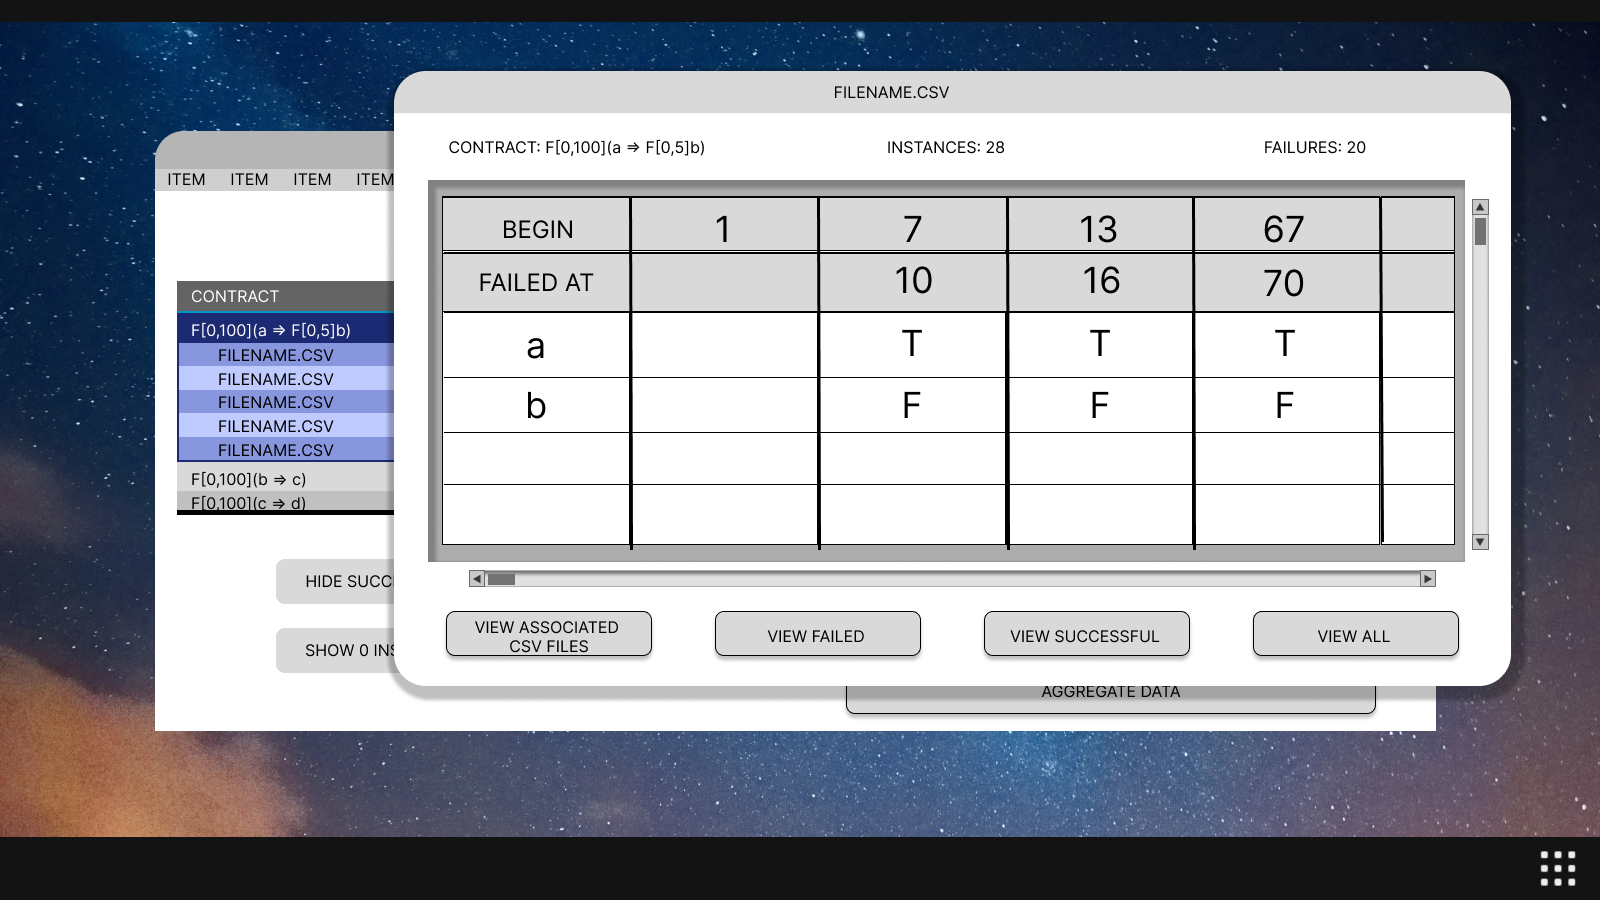 FILENAME.CSV
CONTRACT: F[0,100](a ⇒ F[0,5]b) INSTANCES: 28 FAILURES: 20
ITEM ITEM ITEM ITEM
BEGIN 1 7 13 67
FAILED AT 10 16 70
a T T T
b F F F
CONTRACT
F[0,100](a ⇒ F[0,5]b)
FILENAME.CSV
FILENAME.CSV
FILENAME.CSV
FILENAME.CSV
FILENAME.CSV
F[0,100](b ⇒ c)
F[0,100](c ⇒ d)
HIDE SUCC
SHOW 0 INS
VIEW ASSOCIATED
CSV FILES
VIEW FAILED
VIEW SUCCESSFUL
VIEW ALL
AGGREGATE DATA